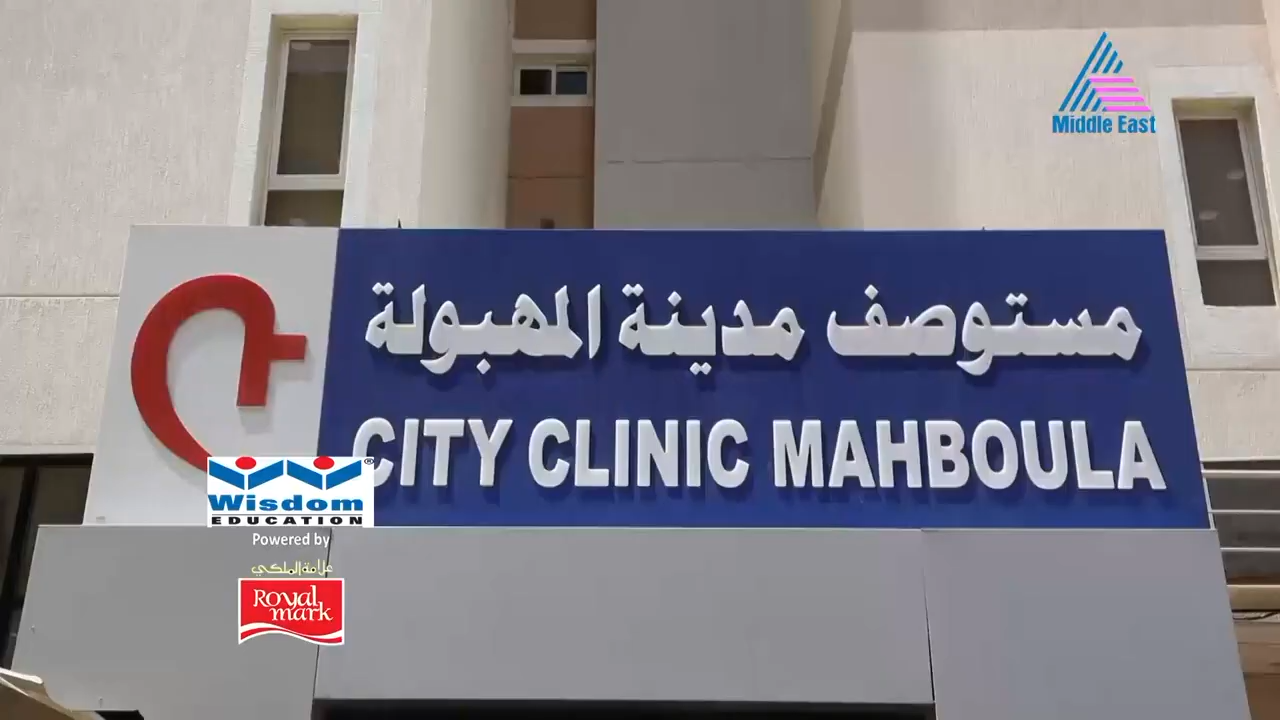 Middle East
مستوصف مدينة المهبولة
CITY CLINIC MAHBOULA
Wisdom®
EDUCATION
Powered by
علامة الملكي
Royal
mark